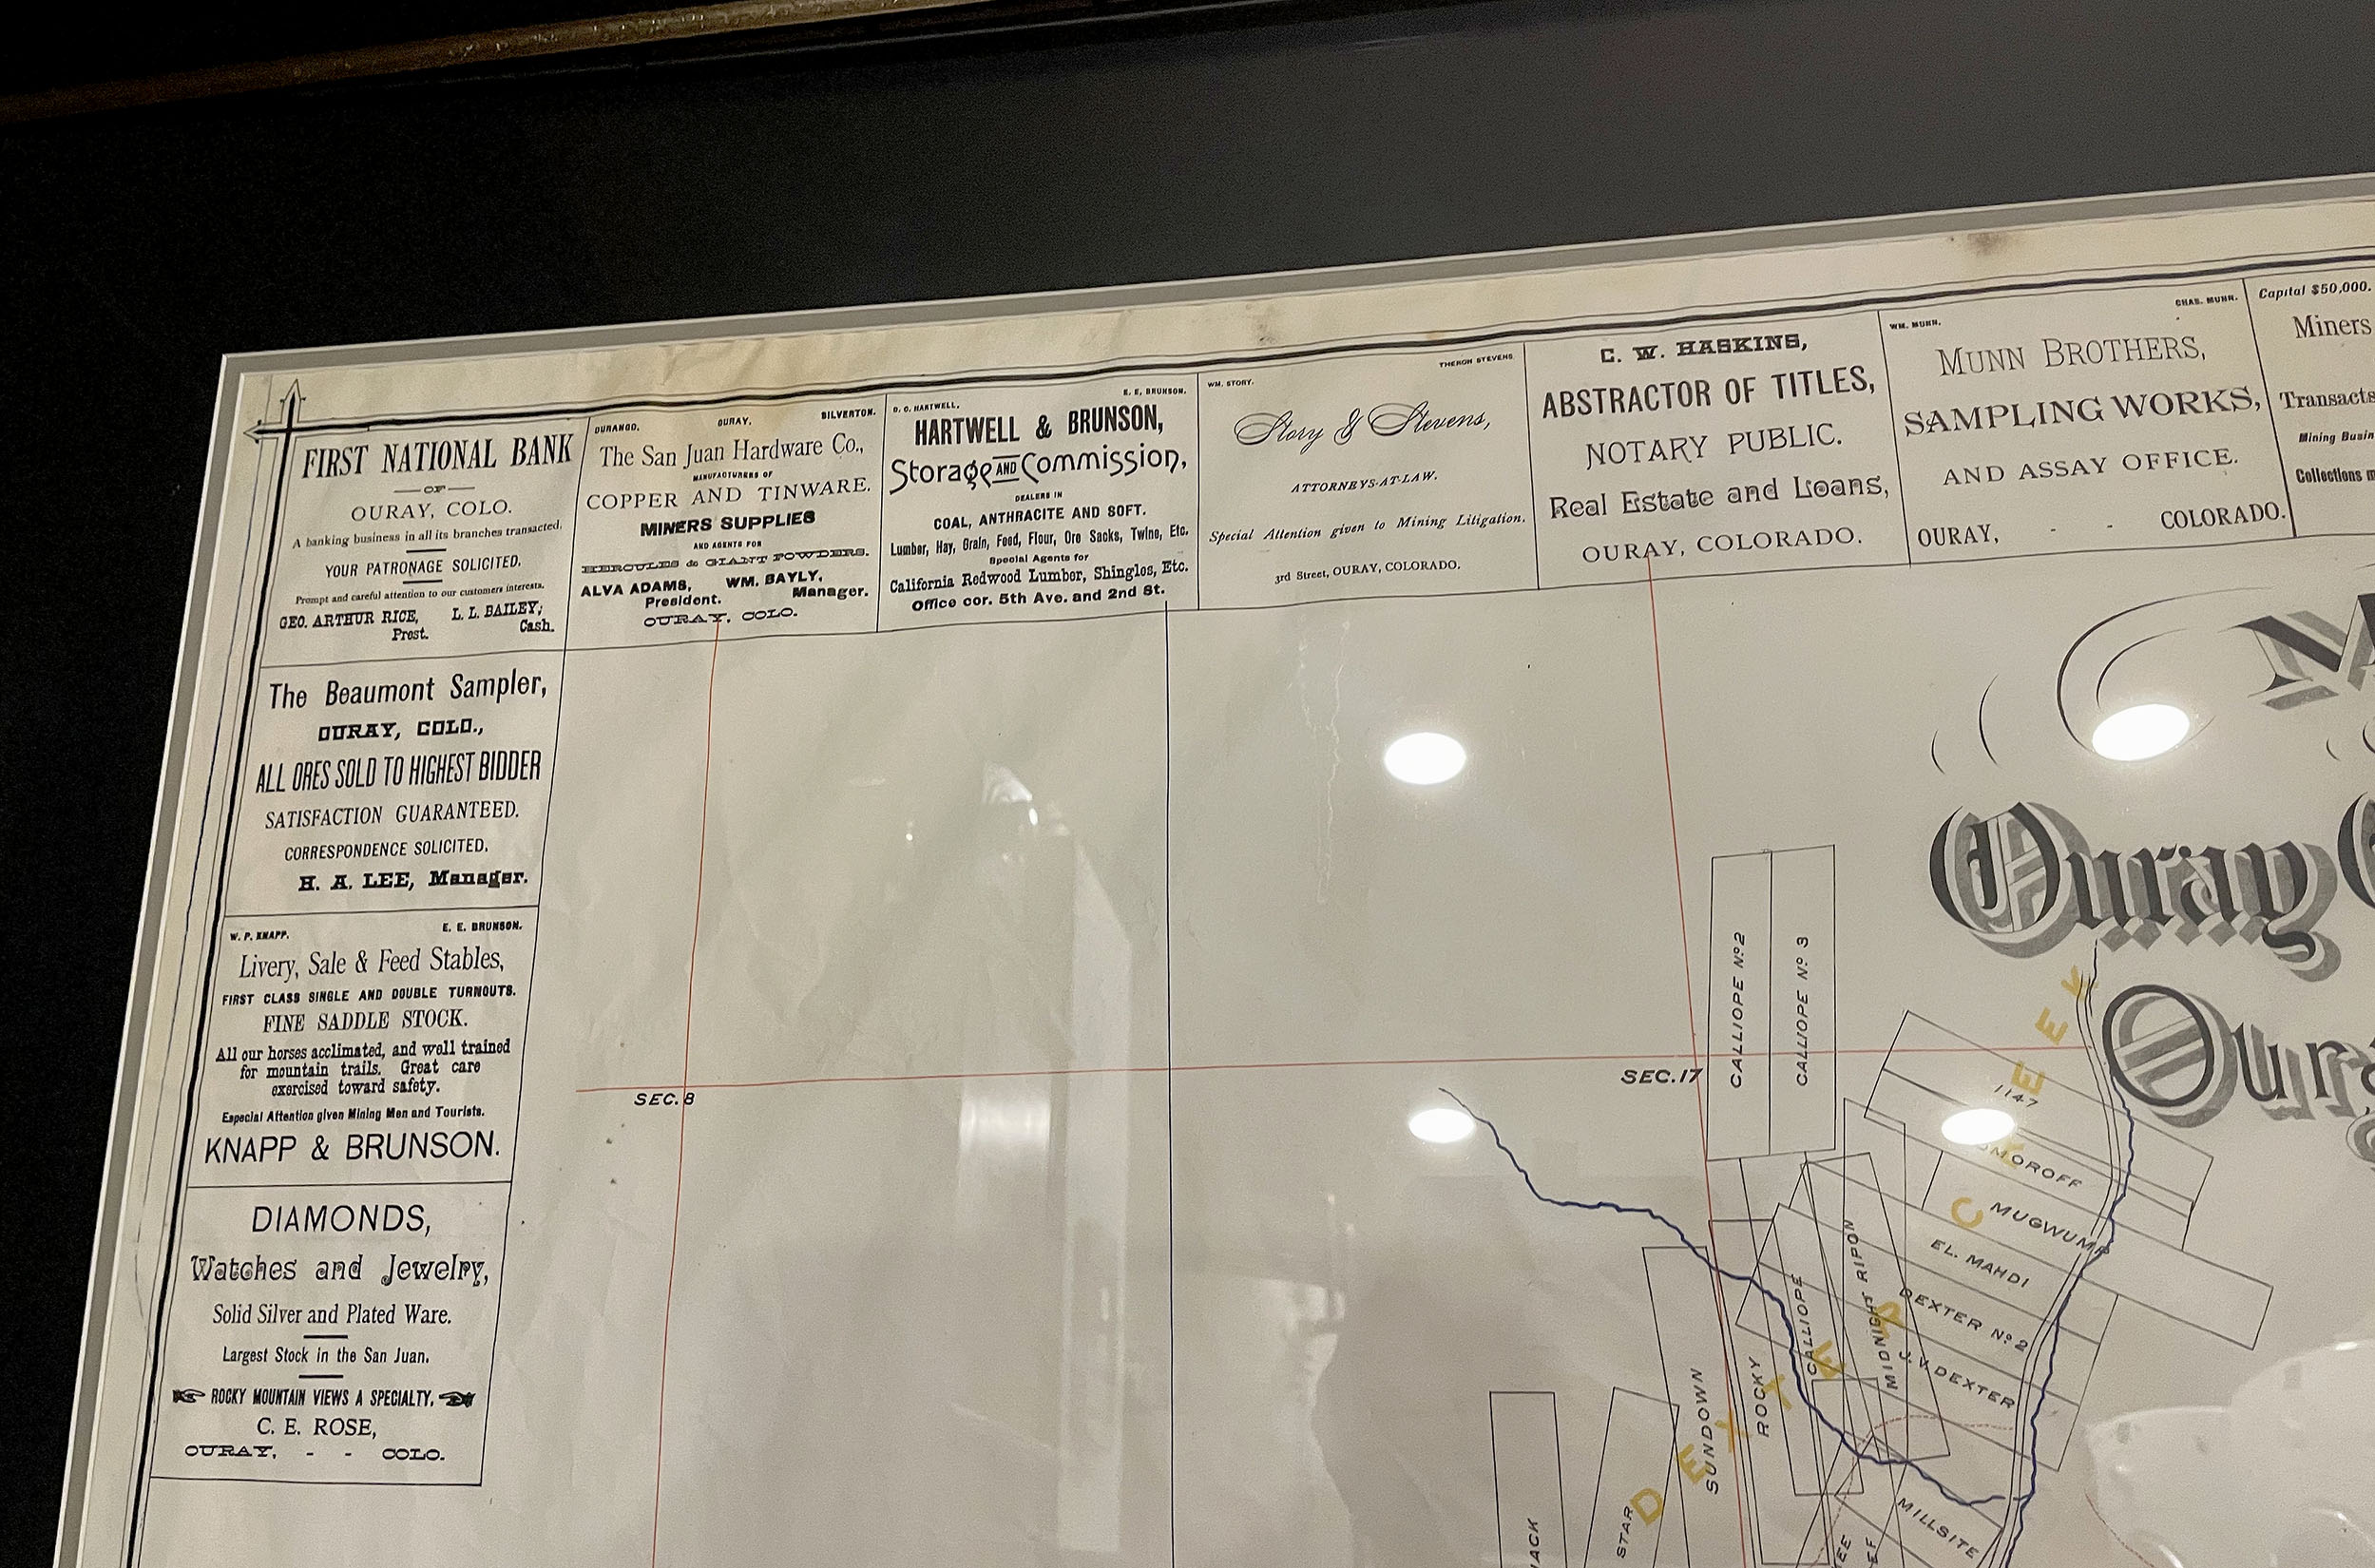 FIRST NATIONAL BANK
OF
OURAY, COLO.
A banking business in all its branches transacted.
YOUR PATRONAGE SOLICITED.
Prompt and careful attention to our customers interests.
GEO. ARTHUR RICE, L. L. BAILEY,
Prest. Cash.
DURANGO. OURAY. SILVERTON.
The San Juan Hardware Co.,
MANUFACTURERS OF
COPPER AND TINWARE.
MINERS SUPPLIES
AND AGENTS FOR
HERCULES & GIANT POWDERS.
ALVA ADAMS, WM. BAYLY,
President. Manager.
OURAY, COLO.
D. C. HARTWELL. E. E. BRUNSON.
HARTWELL & BRUNSON,
Storage AND Commission,
DEALERS IN
COAL, ANTHRACITE AND SOFT.
Lumber, Hay, Grain, Feed, Flour, Ore Sacks, Twine, Etc.
Special Agents for
California Redwood Lumber, Shingles, Etc.
Office cor. 5th Ave. and 2nd St.
WM. STORY. THERON STEVENS
Story & Stevens,
ATTORNEYS-AT-LAW.
Special Attention given to Mining Litigation.
3rd Street, OURAY, COLORADO.
C. W. HASKINS,
ABSTRACTOR OF TITLES,
NOTARY PUBLIC.
Real Estate and Loans,
OURAY, COLORADO.
WM. MUNN. CHAS. MUNN.
MUNN BROTHERS,
SAMPLING WORKS,
AND ASSAY OFFICE.
OURAY, - - COLORADO.
Capital $50,000.
Miners
Transacts
Mining
Collections
The Beaumont Sampler,
OURAY, COLO.,
ALL ORES SOLD TO HIGHEST BIDDER
SATISFACTION GUARANTEED.
CORRESPONDENCE SOLICITED.
H. A. LEE, Manager.
W. P. KNAPP. E. E. BRUNSON.
Livery, Sale & Feed Stables,
FIRST CLASS SINGLE AND DOUBLE TURNOUTS.
FINE SADDLE STOCK.
All our horses acclimated, and well trained
for mountain trails. Great care
exercised toward safety.
Especial Attention given Mining Men and Tourists.
KNAPP & BRUNSON.
DIAMONDS,
Watches and Jewelry,
Solid Silver and Plated Ware.
Largest Stock in the San Juan.
ROCKY MOUNTAIN VIEWS A SPECIALTY.
C. E. ROSE,
OURAY, - - COLO.
Ouray
SEC. 8
SEC. 17
CALLIOPE Nº 2
CALLIOPE Nº 3
1147
MUGWUMP
EL. MAHDI
DEXTER Nº 2
J. V. DEXTER
MIDNIGHT RIPON
CALLIOPE
ROCKY
SUNDOWN
STAR
MILLSITE
DEXTER CREEK